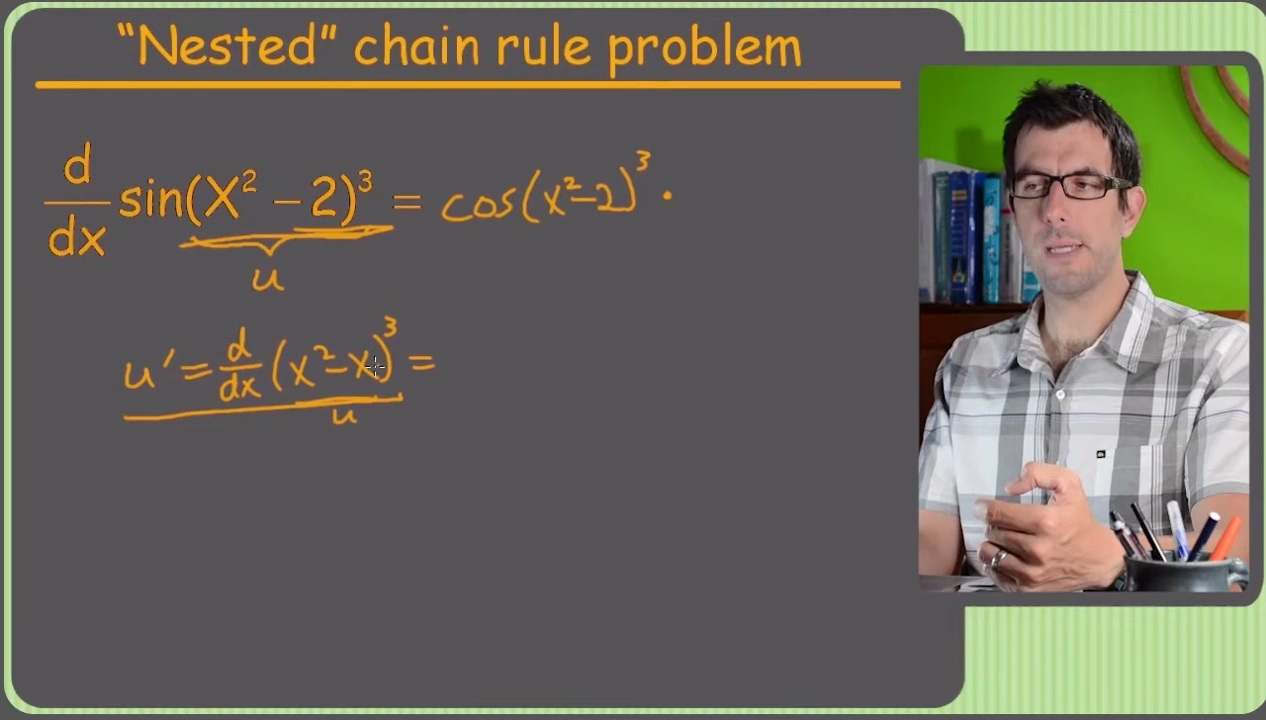 “Nested” chain rule problem
d/dx sin(X² − 2)³ = cos(x²−2)³ ·
u
u' = d/dx (x²−x)³ =
u